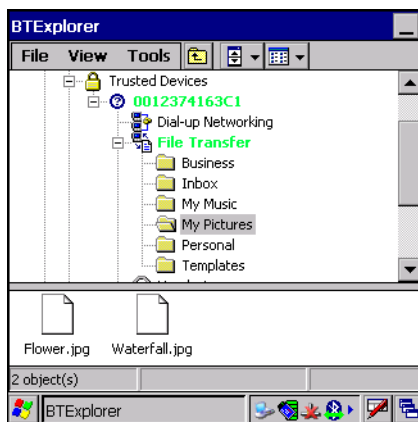 BTExplorer
File View Tools
Trusted Devices
0012374163C1
Dial-up Networking
File Transfer
Business
Inbox
My Music
My Pictures
Personal
Templates
Flower.jpg Waterfall.jpg
2 object(s)
BTExplorer